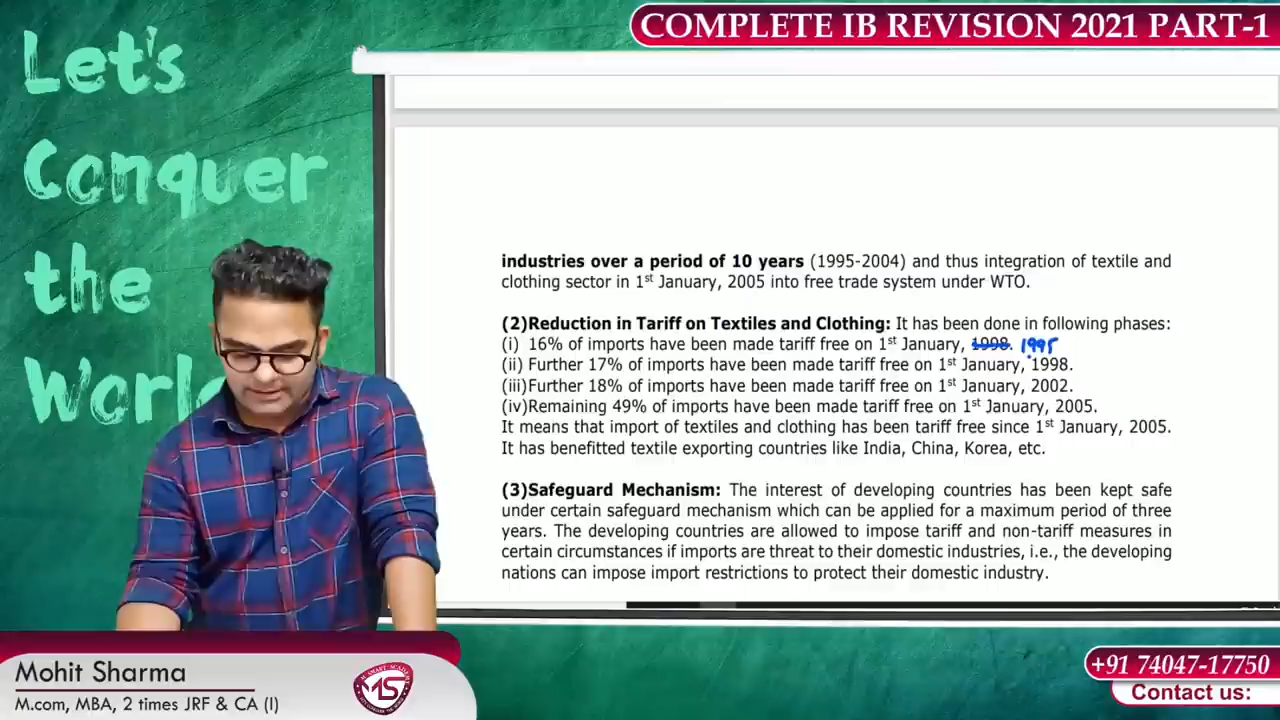 COMPLETE IB REVISION 2021 PART-1
Let's
Conquer
the
Worl
industries over a period of 10 years (1995-2004) and thus integration of textile and
clothing sector in 1st January, 2005 into free trade system under WTO.
(2)Reduction in Tariff on Textiles and Clothing: It has been done in following phases:
(i) 16% of imports have been made tariff free on 1st January, 1998. 1995
(ii) Further 17% of imports have been made tariff free on 1st January, 1998.
(iii)Further 18% of imports have been made tariff free on 1st January, 2002.
(iv)Remaining 49% of imports have been made tariff free on 1st January, 2005.
It means that import of textiles and clothing has been tariff free since 1st January, 2005.
It has benefitted textile exporting countries like India, China, Korea, etc.
(3)Safeguard Mechanism: The interest of developing countries has been kept safe
under certain safeguard mechanism which can be applied for a maximum period of three
years. The developing countries are allowed to impose tariff and non-tariff measures in
certain circumstances if imports are threat to their domestic industries, i.e., the developing
nations can impose import restrictions to protect their domestic industry.
Mohit Sharma
M.com, MBA, 2 times JRF & CA (I)
MS
+91 74047-17750
Contact us: